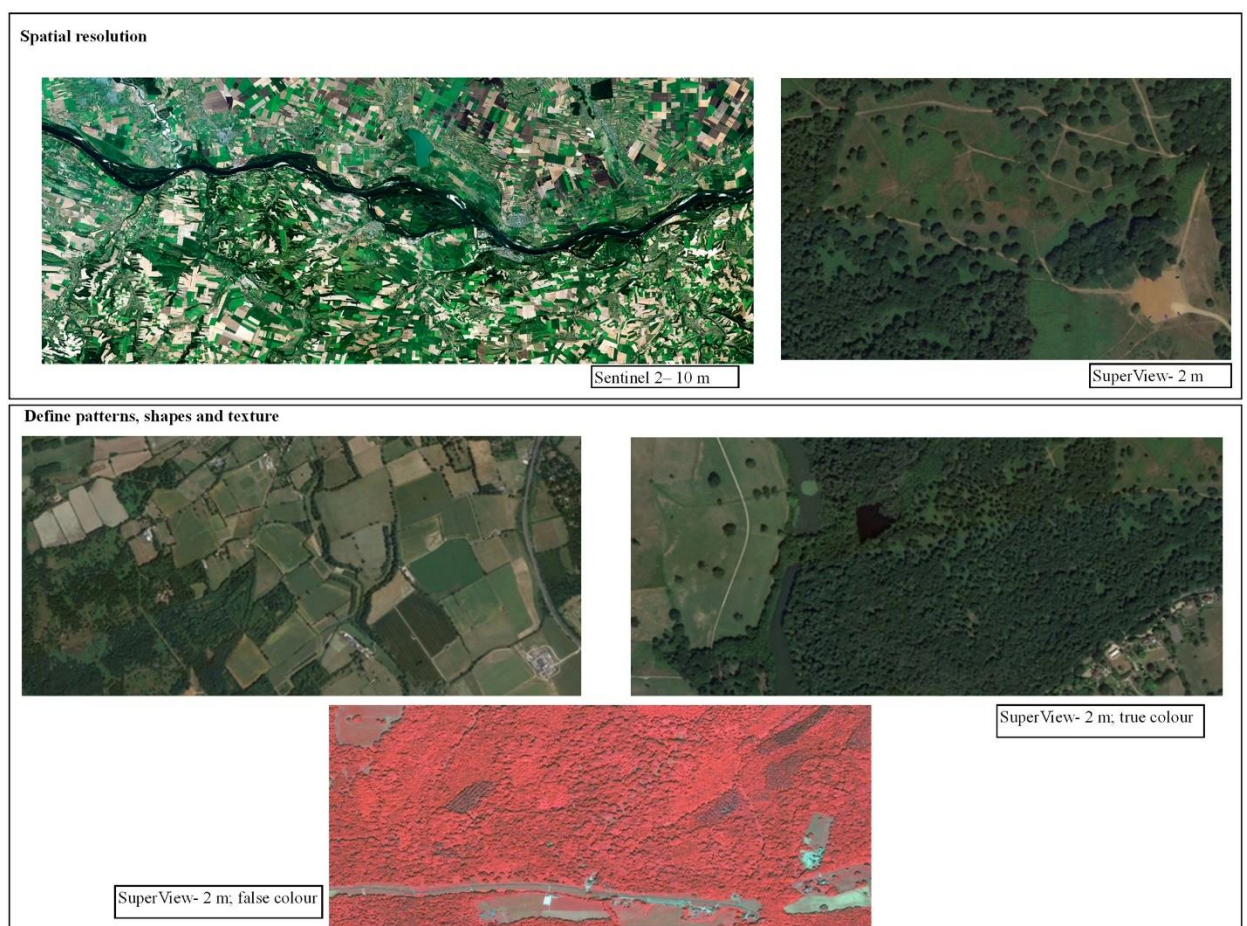 Spatial resolution
Sentinel 2– 10 m
SuperView- 2 m
Define patterns, shapes and texture
SuperView- 2 m; true colour
SuperView- 2 m; false colour